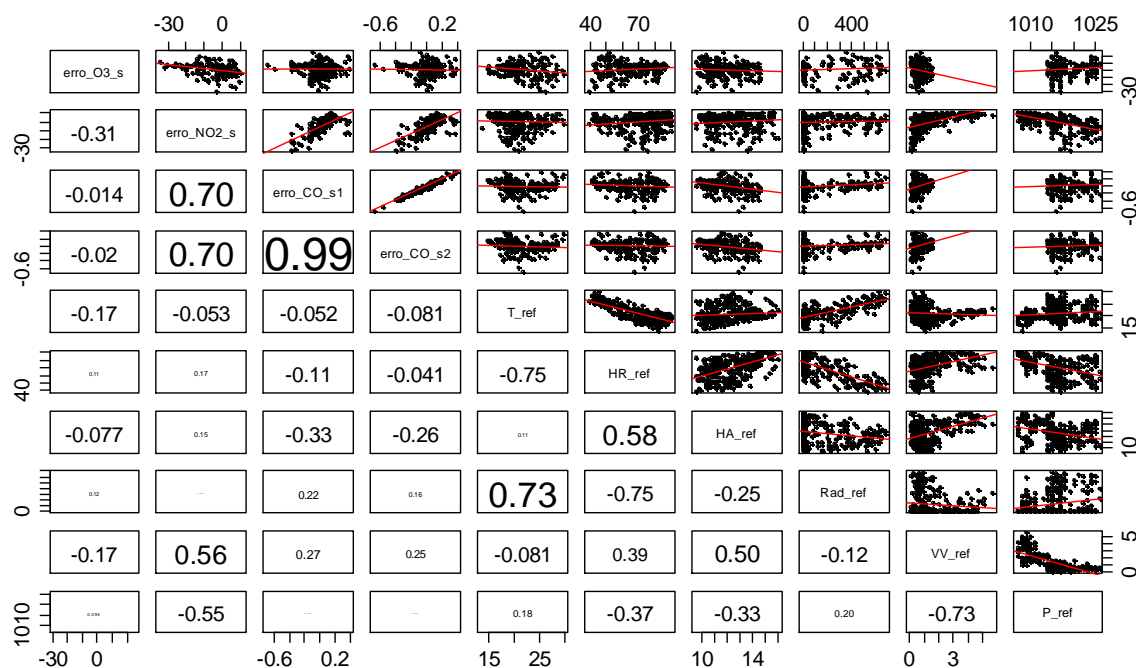 -30 0 -0.6 0.2 40 70 0 400 1010 1025
erro_O3_s -30
-30 -0.31 erro_NO2_s
-0.014 0.70 erro_CO_s1 -0.6
-0.6 -0.02 0.70 0.99 erro_CO_s2
-0.17 -0.053 -0.052 -0.081 T_ref 15
40 0.11 0.17 -0.11 -0.041 -0.75 HR_ref
-0.077 0.15 -0.33 -0.26 0.11 0.58 HA_ref 10
0 0.12 0.22 0.16 0.73 -0.75 -0.25 Rad_ref
-0.17 0.56 0.27 0.25 -0.081 0.39 0.50 -0.12 VV_ref 0 5
1010 -0.55 0.18 -0.37 -0.33 0.20 -0.73 P_ref
-30 0 -0.6 0.2 15 25 10 14 0 3